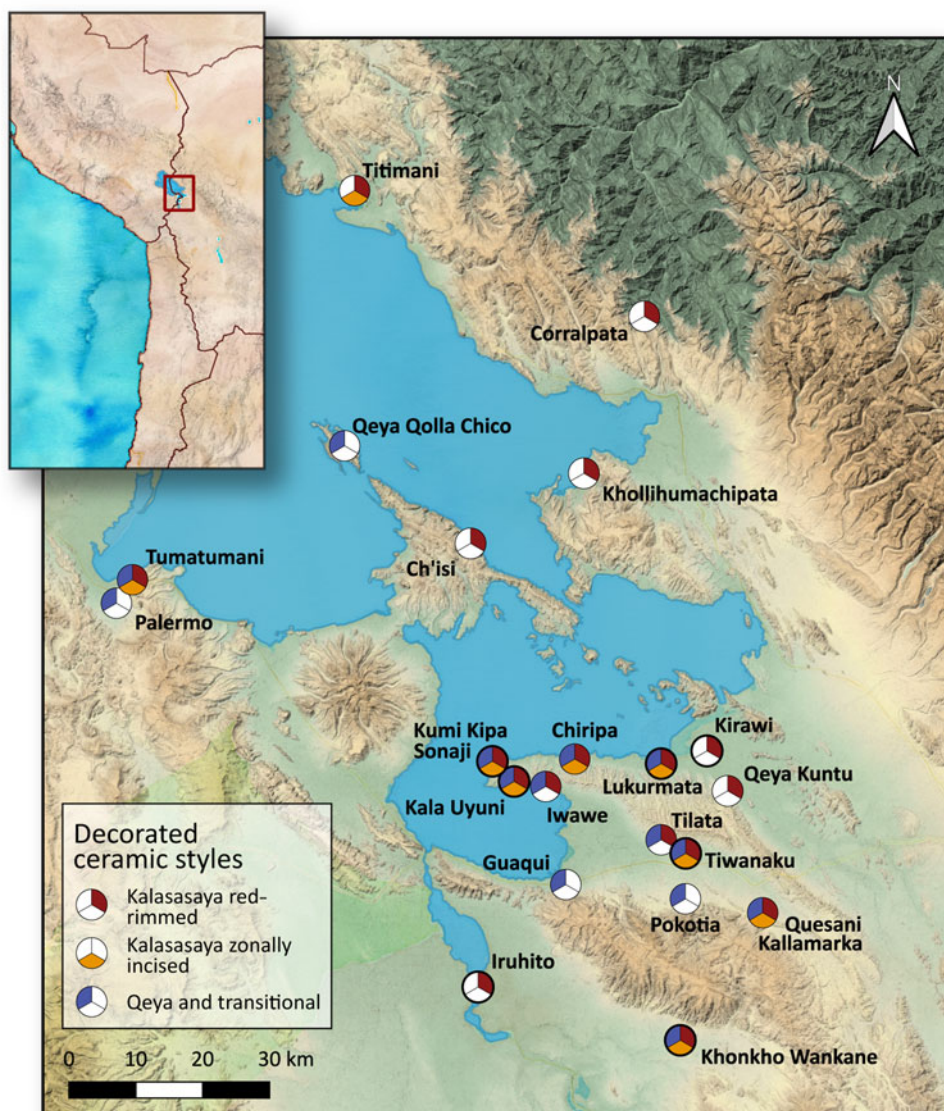 N
Titimani
Corralpata
Qeya Qolla Chico
Khollihumachipata
Ch'isi
Tumatumani
Palermo
Kumi Kipa
Sonaji
Chiripa
Kirawi
Lukurmata
Qeya Kuntu
Kala Uyuni
Iwawe
Tilata
Tiwanaku
Guaqui
Pokotia
Quesani
Kallamarka
Iruhito
Khonkho Wankane
Decorated
ceramic styles
Kalasasaya red-
rimmed
Kalasasaya zonally
incised
Qeya and transitional
0 10 20 30 km